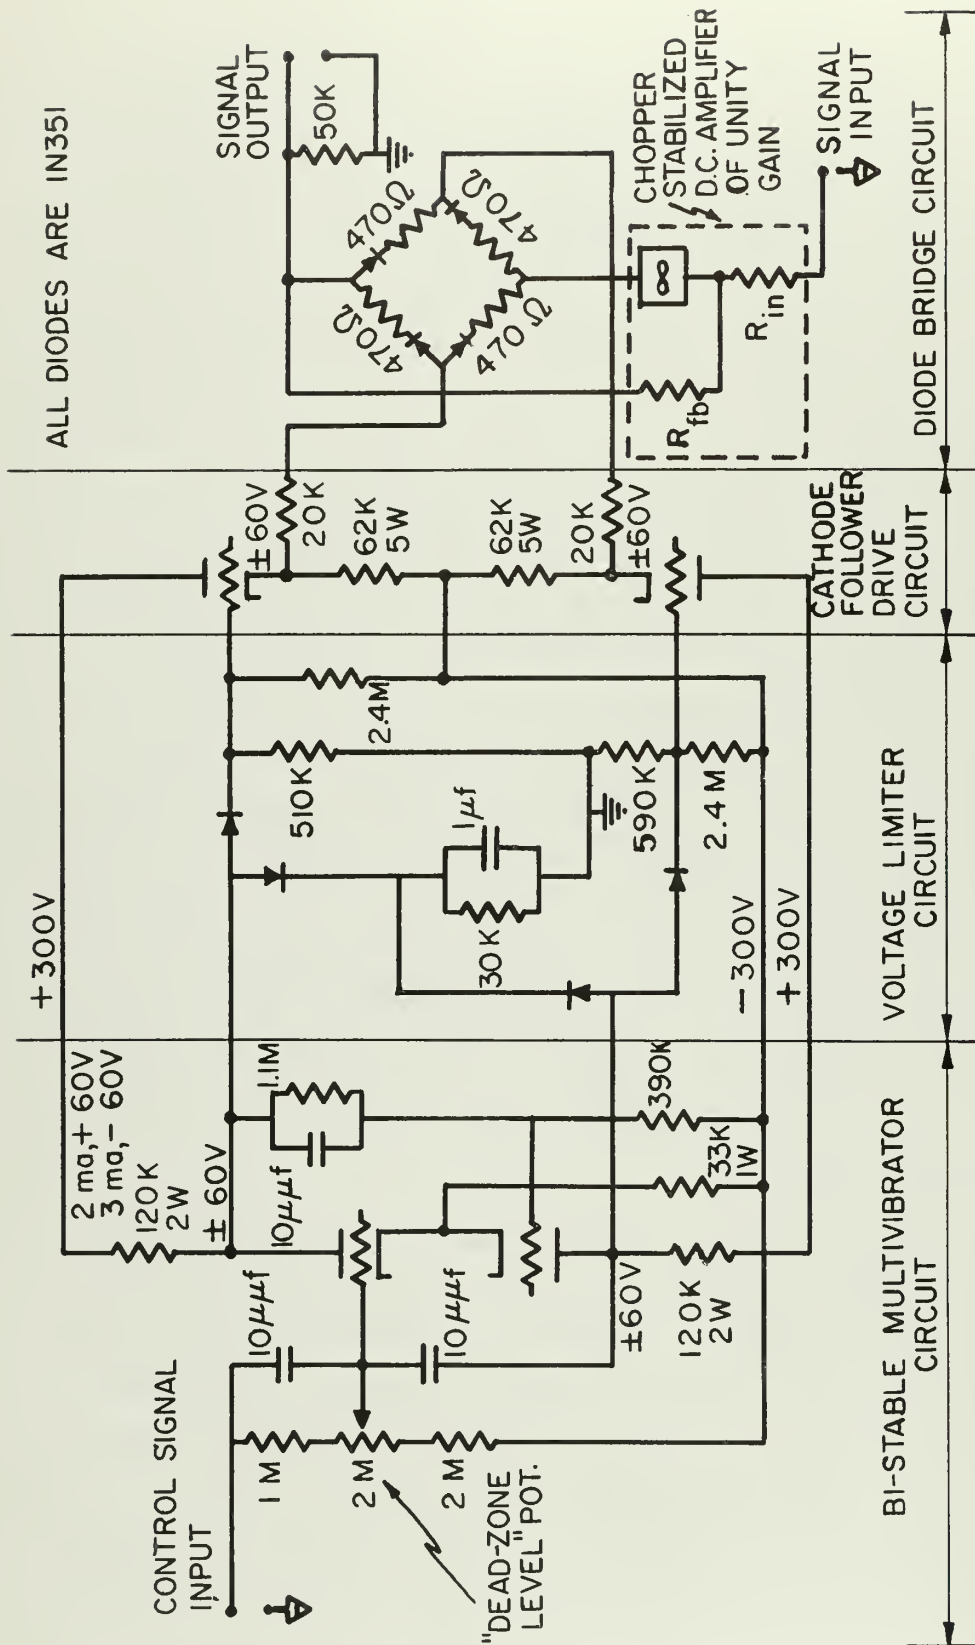 ALL DIODES ARE IN351
CONTROL SIGNAL
INPUT
1 M
2 M
2 M
"DEAD-ZONE
LEVEL" POT.
10μμf
10μμf
2 ma,+ 60V
3 ma,- 60V
120K
2W
± 60V
10μμf
1.1M
390K
33K
1W
±60V
120K
2W
+300V
510K
2.4M
1μf
30K
590K
2.4 M
-300V
+ 300V
± 60V
20K
62K
5W
62K
5W
20K
±60V
SIGNAL
OUTPUT
50K
470Ω
470Ω
470Ω
470Ω
CHOPPER
STABILIZED
D.C. AMPLIFIER
OF UNITY
GAIN
∞
R fb
R in
SIGNAL
INPUT
BI-STABLE MULTIVIBRATOR
CIRCUIT
VOLTAGE LIMITER
CIRCUIT
CATHODE
FOLLOWER
DRIVE
CIRCUIT
DIODE BRIDGE CIRCUIT